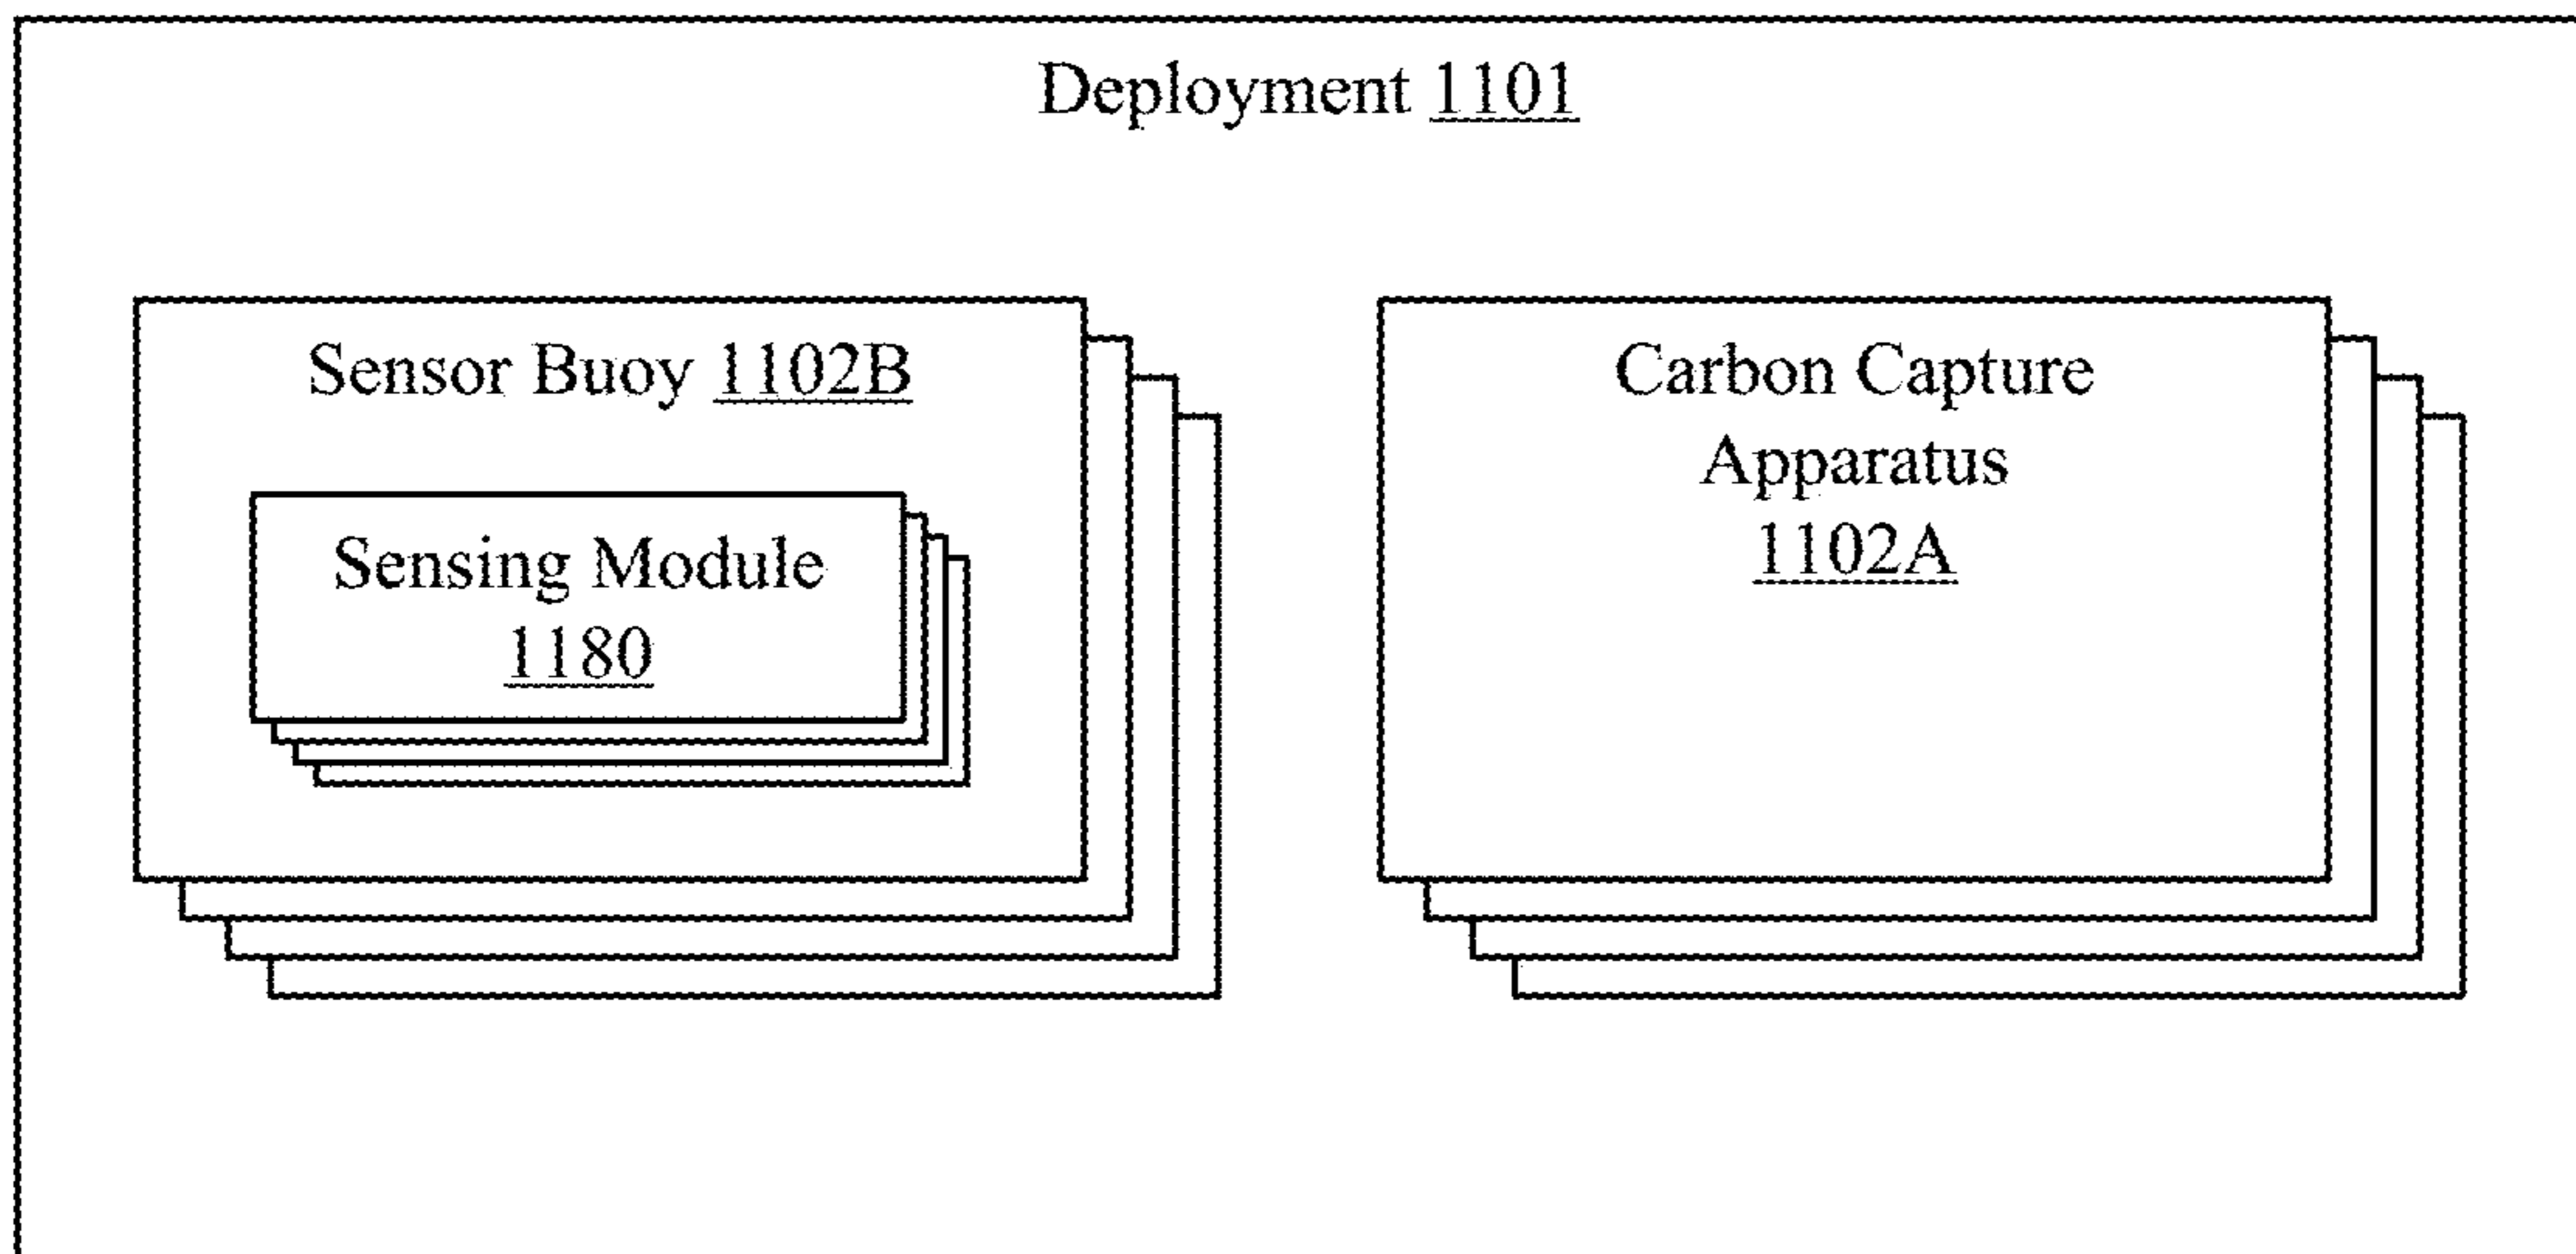 Deployment 1101
Sensor Buoy 1102B
Sensing Module
1180
Carbon Capture
Apparatus
1102A